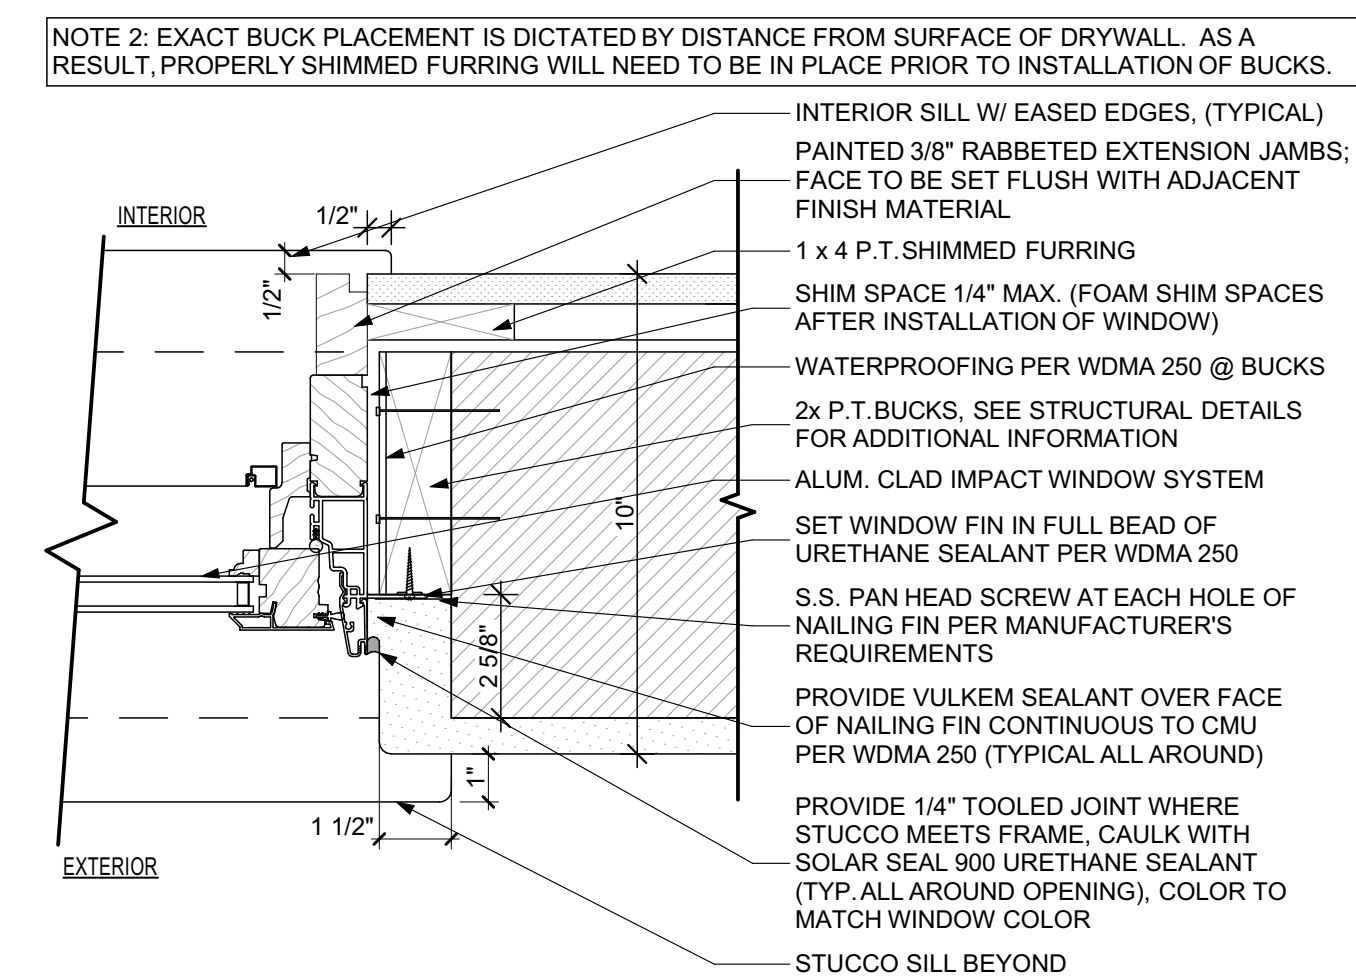 NOTE 2: EXACT BUCK PLACEMENT IS DICTATED BY DISTANCE FROM SURFACE OF DRYWALL. AS A
RESULT, PROPERLY SHIMMED FURRING WILL NEED TO BE IN PLACE PRIOR TO INSTALLATION OF BUCKS.
INTERIOR SILL W/ EASED EDGES, (TYPICAL)
PAINTED 3/8" RABBETED EXTENSION JAMBS;
FACE TO BE SET FLUSH WITH ADJACENT
FINISH MATERIAL
INTERIOR
1/2"
1 x 4 P.T. SHIMMED FURRING
1/2"
SHIM SPACE 1/4" MAX. (FOAM SHIM SPACES
AFTER INSTALLATION OF WINDOW)
WATERPROOFING PER WDMA 250 @ BUCKS
2x P.T. BUCKS, SEE STRUCTURAL DETAILS
FOR ADDITIONAL INFORMATION
ALUM. CLAD IMPACT WINDOW SYSTEM
10"
SET WINDOW FIN IN FULL BEAD OF
URETHANE SEALANT PER WDMA 250
S.S. PAN HEAD SCREW AT EACH HOLE OF
NAILING FIN PER MANUFACTURER'S
REQUIREMENTS
2 5/8"
PROVIDE VULKEM SEALANT OVER FACE
OF NAILING FIN CONTINUOUS TO CMU
PER WDMA 250 (TYPICAL ALL AROUND)
1"
1 1/2"
PROVIDE 1/4" TOOLED JOINT WHERE
STUCCO MEETS FRAME, CAULK WITH
SOLAR SEAL 900 URETHANE SEALANT
(TYP. ALL AROUND OPENING), COLOR TO
MATCH WINDOW COLOR
EXTERIOR
STUCCO SILL BEYOND